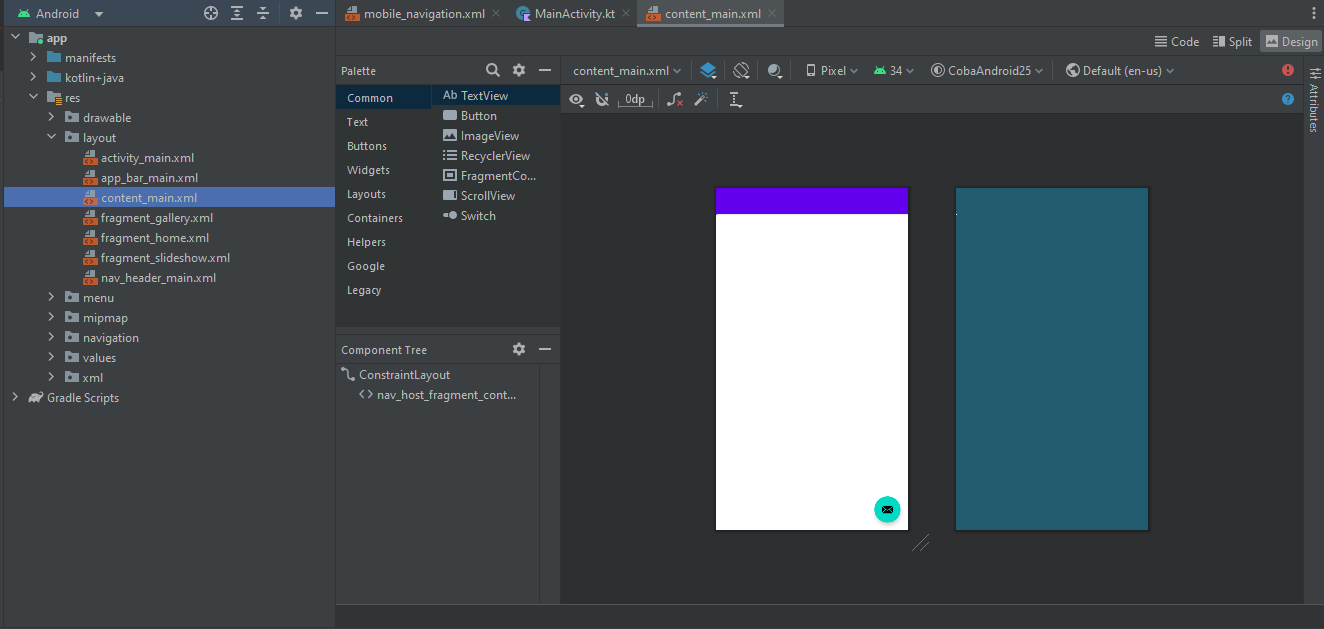 Android
mobile_navigation.xml
MainActivity.kt
content_main.xml
app
manifests
kotlin+java
res
drawable
layout
activity_main.xml
app_bar_main.xml
content_main.xml
fragment_gallery.xml
fragment_home.xml
fragment_slideshow.xml
nav_header_main.xml
menu
mipmap
navigation
values
xml
Gradle Scripts
Code
Split
Design
Palette
Common
Text
Buttons
Widgets
Layouts
Containers
Helpers
Google
Legacy
Ab TextView
Button
ImageView
RecyclerView
FragmentCo...
ScrollView
Switch
Component Tree
ConstraintLayout
nav_host_fragment_cont...
content_main.xml
Pixel
34
CobaAndroid25
Default (en-us)
0dp
Attributes